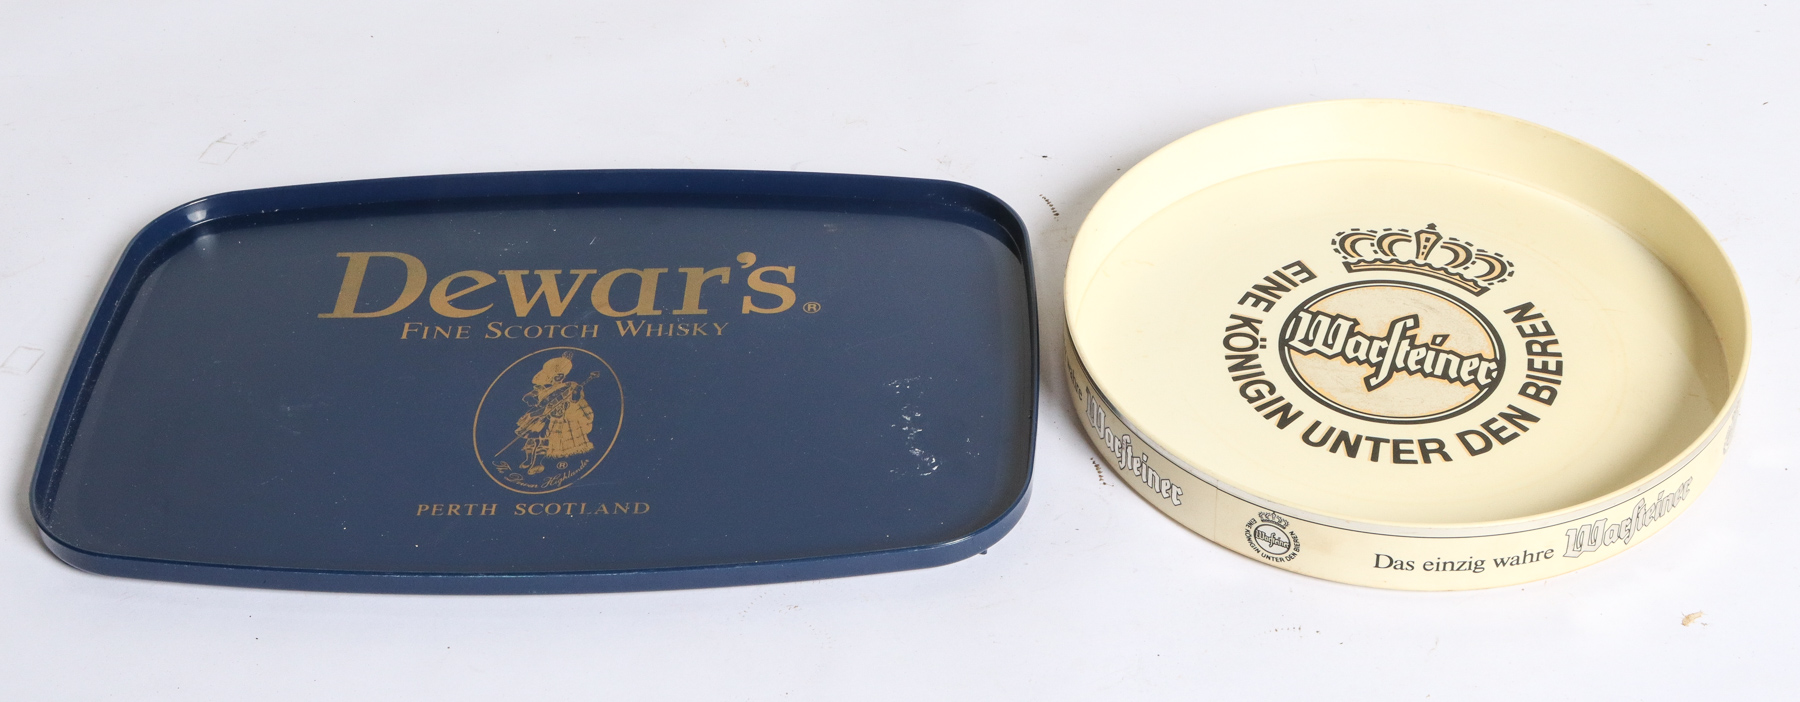 Dewar's®
FINE SCOTCH WHISKY
®
The Dewar Highlander
PERTH SCOTLAND
Warsteiner
EINE KÖNIGIN UNTER DEN BIEREN
wahre Warsteiner
Warsteiner
EINE KÖNIGIN UNTER DEN BIEREN
Das einzig wahre Warsteiner